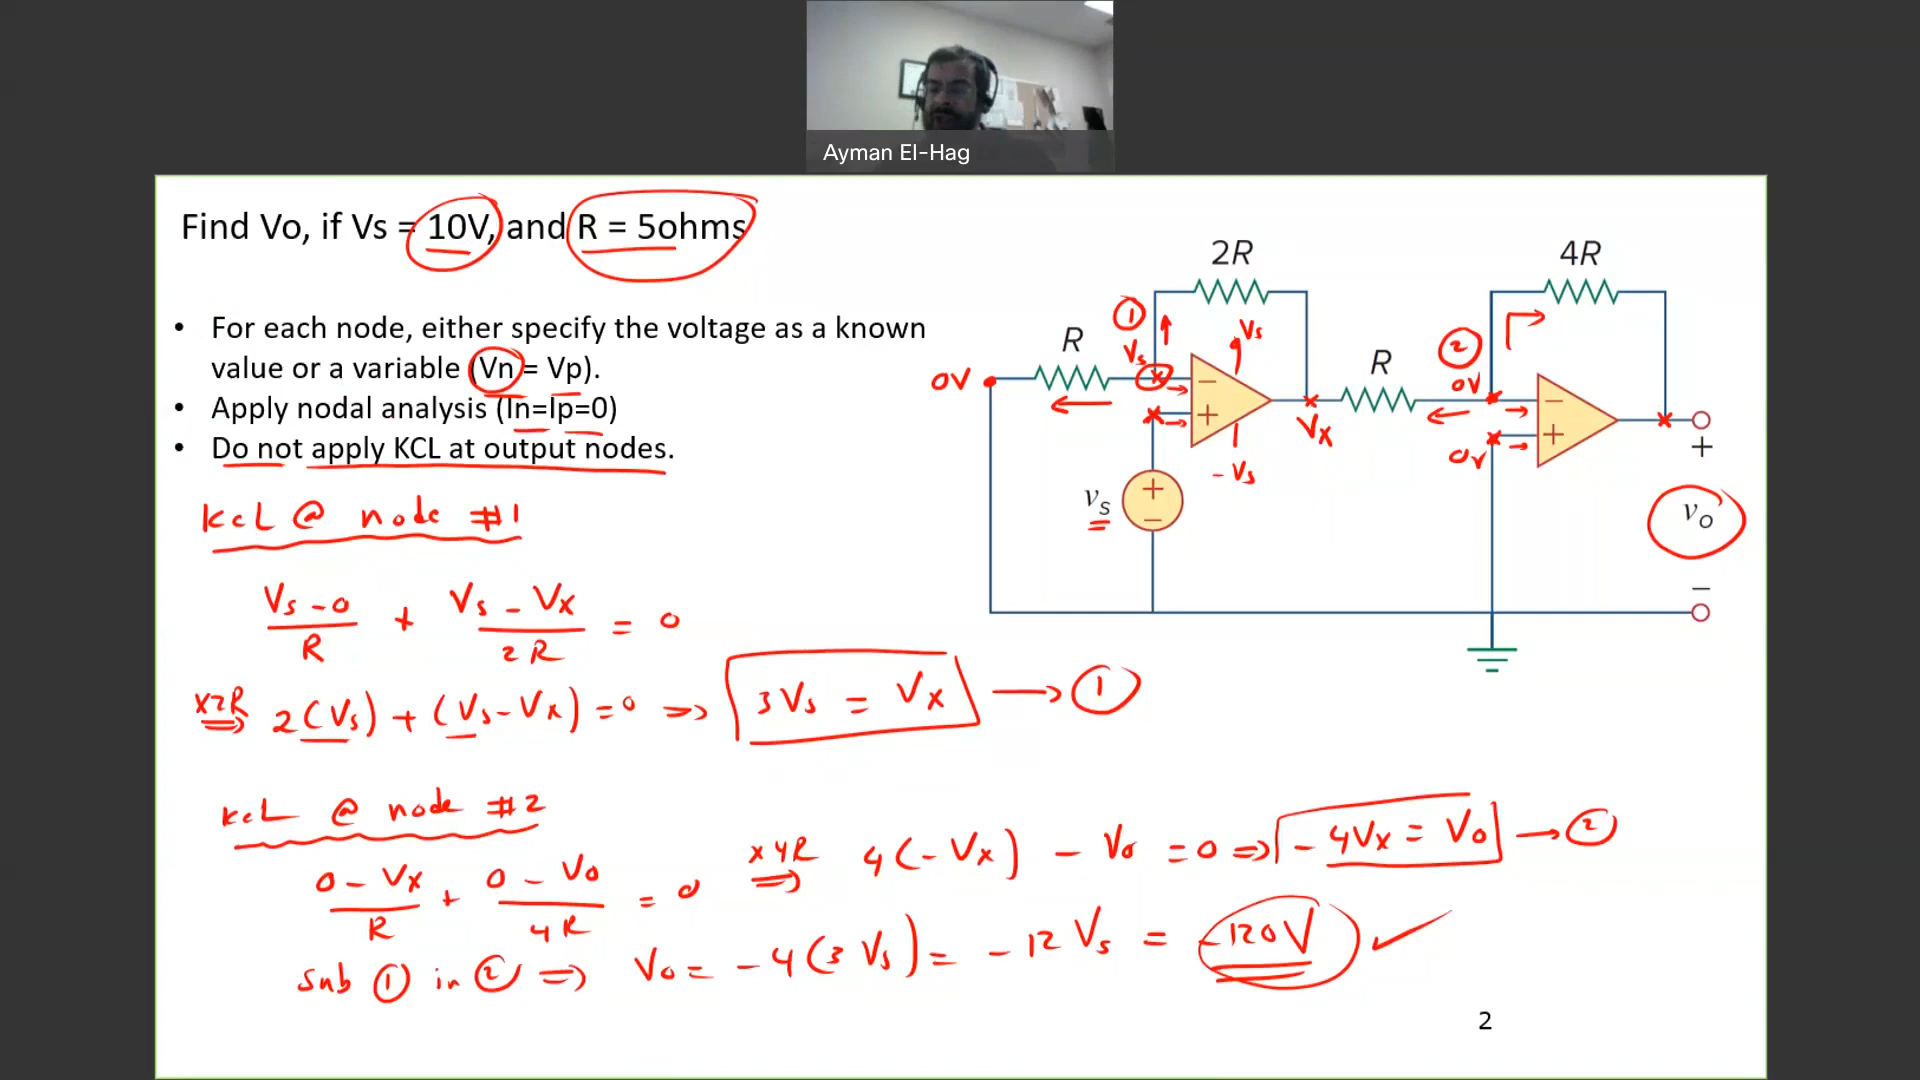 Ayman El-Hag
Find Vo, if Vs = 10V, and R = 5ohms
• For each node, either specify the voltage as a known
value or a variable (Vn = Vp).
• Apply nodal analysis (In=Ip=0)
• Do not apply KCL at output nodes.
2R
4R
R
R
1
2
Vs
Vs
0V
0V
0V
−
+
−
+
Vx
-Vs
vs
+
−
+
vo
−
KCL @ node #1
Vs - 0 / R + Vs - Vx / 2R = 0
x2R ⇒ 2(Vs) + (Vs - Vx) = 0 ⇒ 3Vs = Vx → 1
KCL @ node #2
0 - Vx / R + 0 - Vo / 4R = 0 x4R ⇒ 4(-Vx) - Vo = 0 ⇒ -4Vx = Vo → 2
Sub 1 in 2 ⇒ Vo = -4(3Vs) = -12Vs = -120V ✓
2